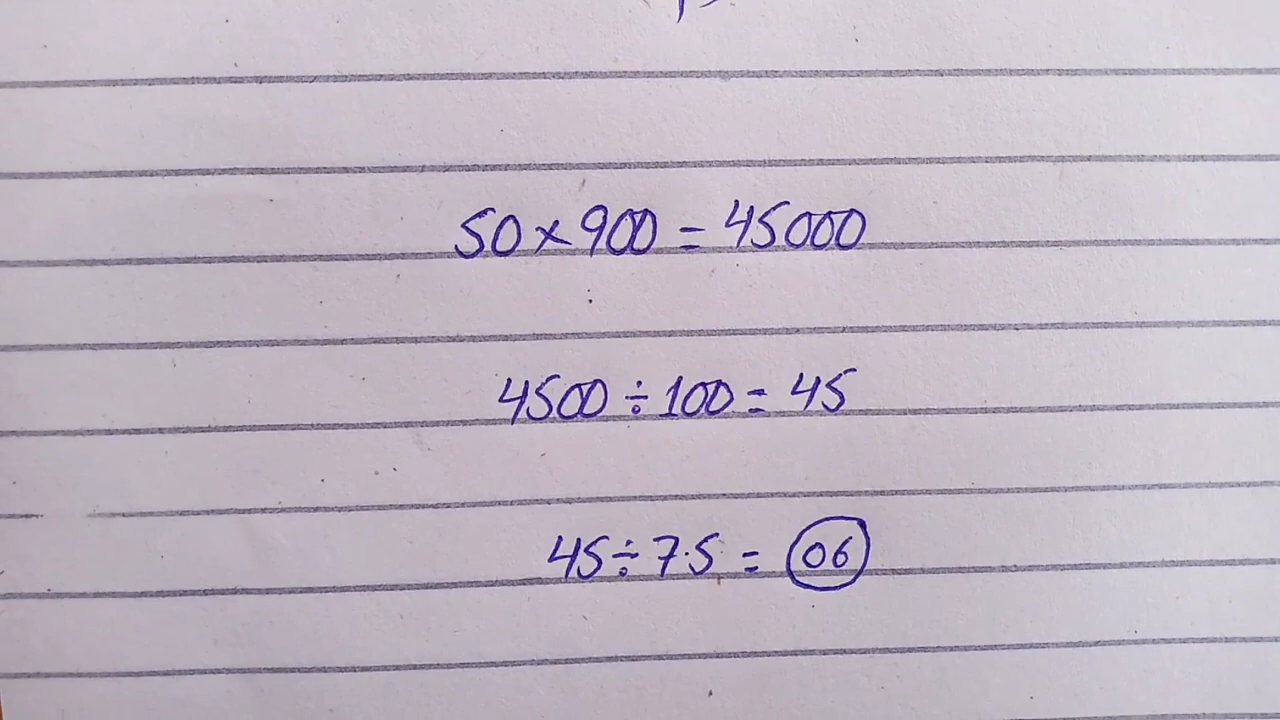 50×900 = 45000
4500÷100 = 45
45÷7.5 = 06